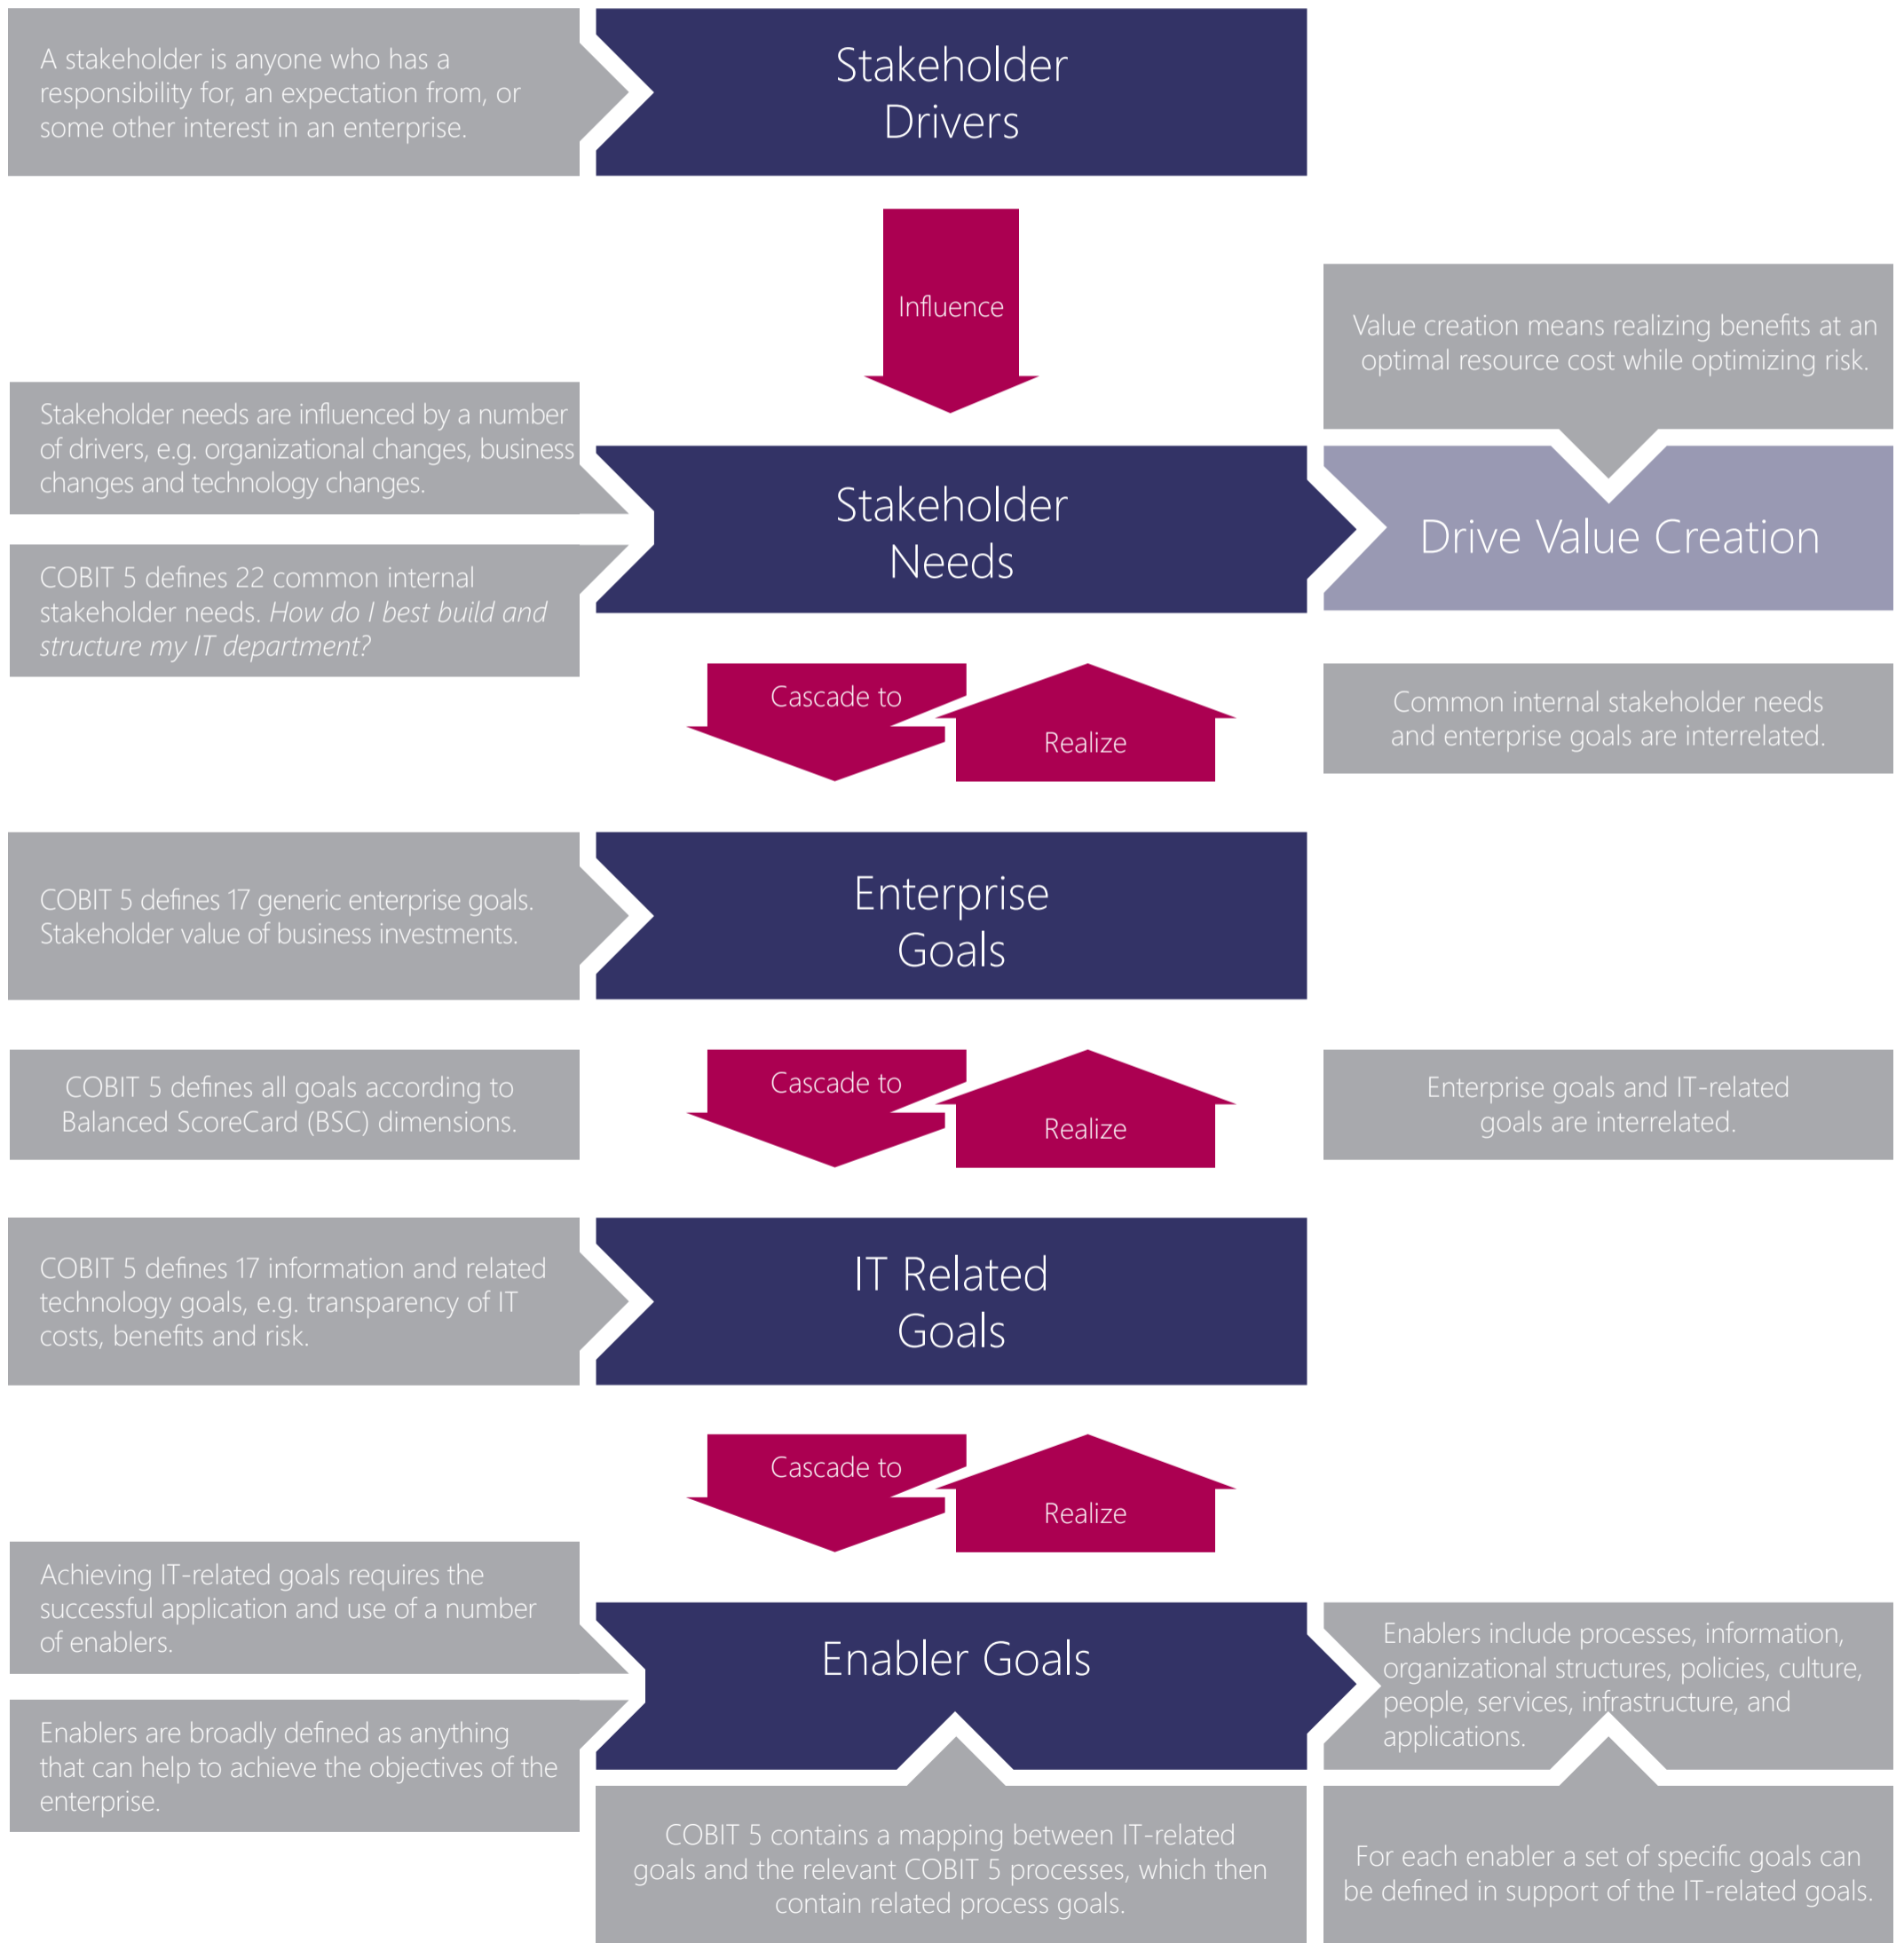 A stakeholder is anyone who has a
responsibility for, an expectation from, or
some other interest in an enterprise.
Stakeholder
Drivers
Influence
Value creation means realizing benefits at an
optimal resource cost while optimizing risk.
Stakeholder needs are influenced by a number
of drivers, e.g. organizational changes, business
changes and technology changes.
Stakeholder
Needs
Drive Value Creation
COBIT 5 defines 22 common internal
stakeholder needs. How do I best build and
structure my IT department?
Cascade to
Realize
Common internal stakeholder needs
and enterprise goals are interrelated.
COBIT 5 defines 17 generic enterprise goals.
Stakeholder value of business investments.
Enterprise
Goals
COBIT 5 defines all goals according to
Balanced ScoreCard (BSC) dimensions.
Cascade to
Realize
Enterprise goals and IT-related
goals are interrelated.
COBIT 5 defines 17 information and related
technology goals, e.g. transparency of IT
costs, benefits and risk.
IT Related
Goals
Cascade to
Realize
Achieving IT-related goals requires the
successful application and use of a number
of enablers.
Enabler Goals
Enablers include processes, information,
organizational structures, policies, culture,
people, services, infrastructure, and
applications.
Enablers are broadly defined as anything
that can help to achieve the objectives of the
enterprise.
COBIT 5 contains a mapping between IT-related
goals and the relevant COBIT 5 processes, which then
contain related process goals.
For each enabler a set of specific goals can
be defined in support of the IT-related goals.